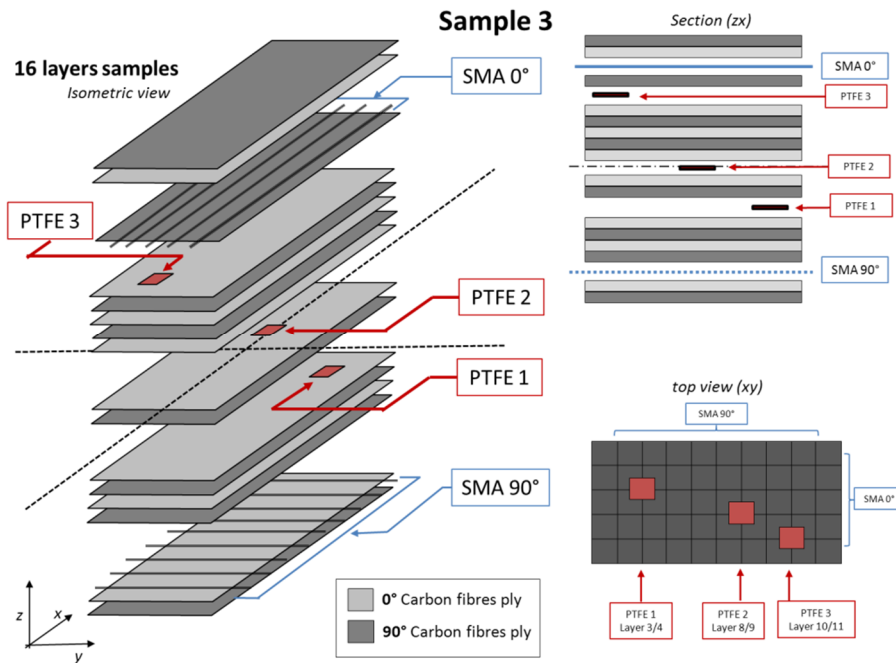 Sample 3
16 layers samples
Isometric view
SMA 0°
PTFE 3
PTFE 2
PTFE 1
SMA 90°
z
x
y
0° Carbon fibres ply
90° Carbon fibres ply
Section (zx)
SMA 0°
PTFE 3
PTFE 2
PTFE 1
SMA 90°
top view (xy)
SMA 90°
SMA 0°
PTFE 1
Layer 3/4
PTFE 2
Layer 8/9
PTFE 3
Layer 10/11